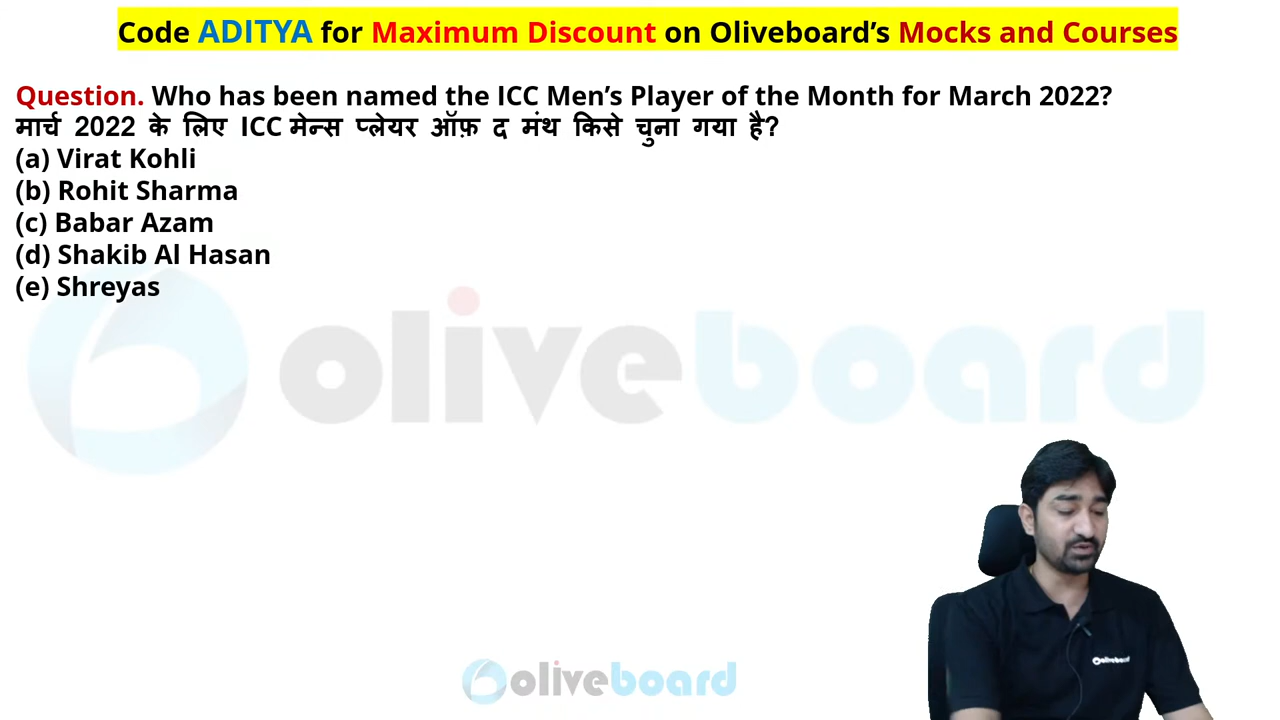 Code ADITYA for Maximum Discount on Oliveboard’s Mocks and Courses
Question. Who has been named the ICC Men’s Player of the Month for March 2022?
मार्च 2022 के लिए ICC मेन्स प्लेयर ऑफ़ द मंथ किसे चुना गया है?
(a) Virat Kohli
(b) Rohit Sharma
(c) Babar Azam
(d) Shakib Al Hasan
(e) Shreyas
oliveboard
oliveboard
oliveboard